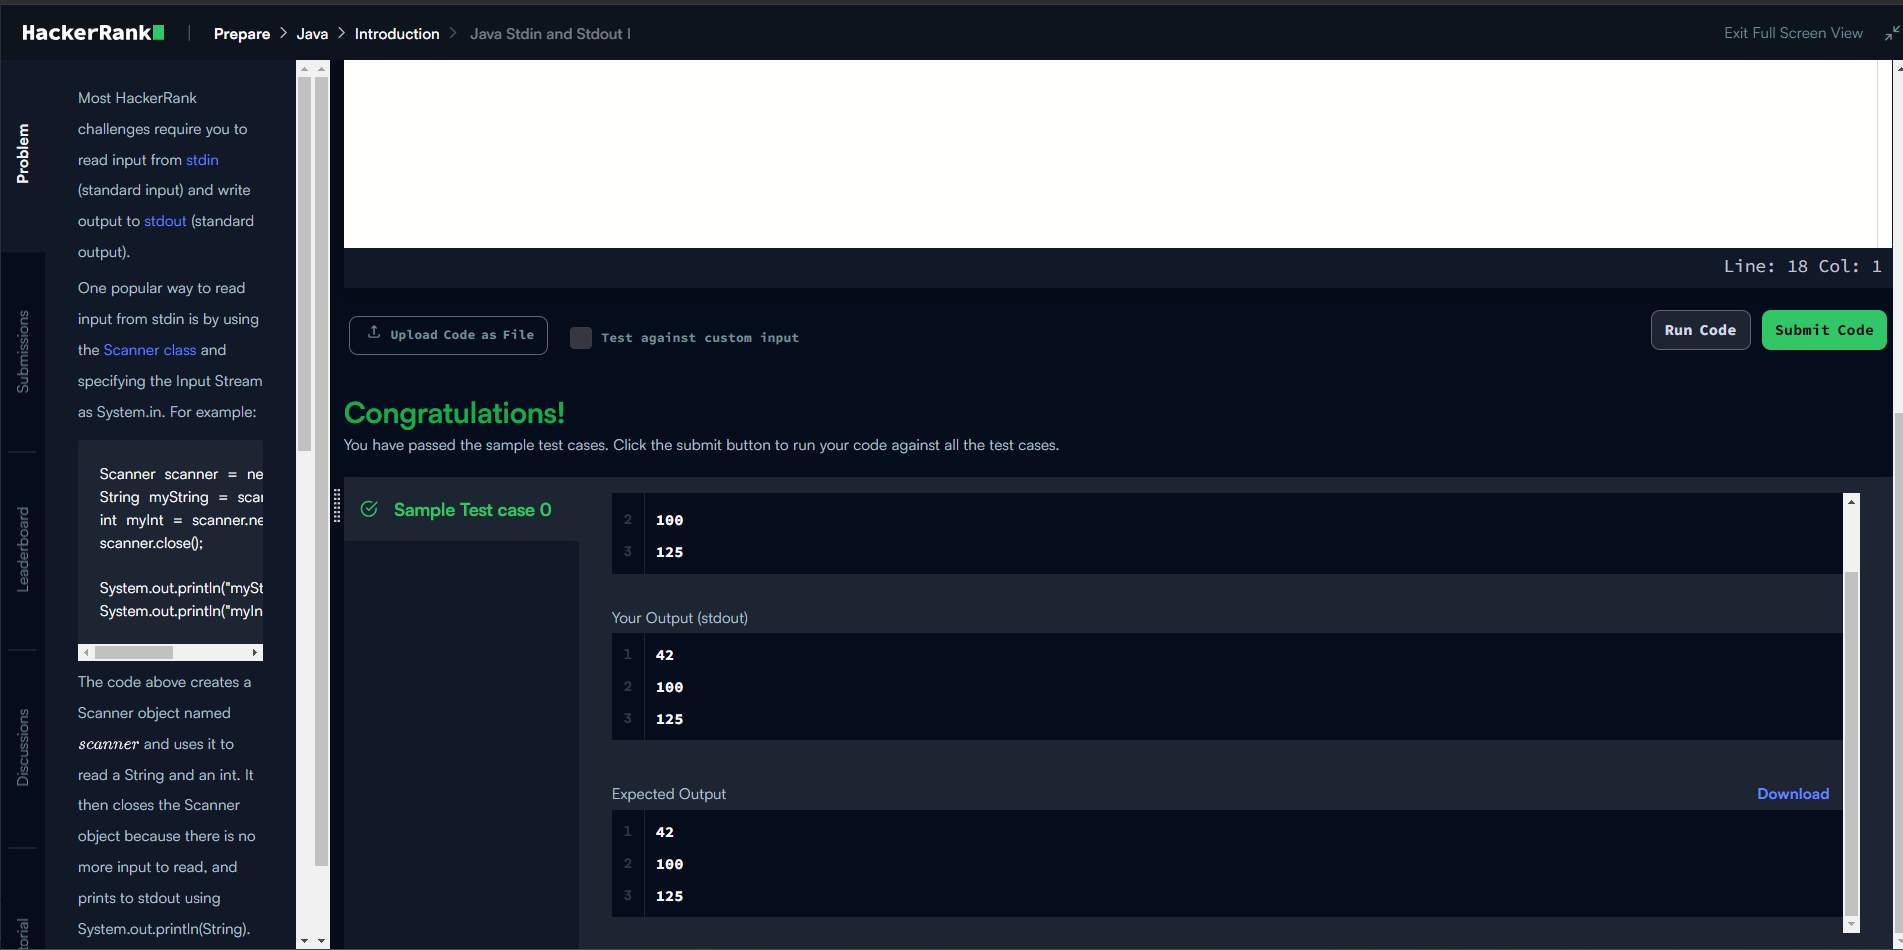 HackerRank
Prepare > Java > Introduction > Java Stdin and Stdout I
Exit Full Screen View
Problem
Submissions
Leaderboard
Discussions
torial
Most HackerRank
challenges require you to
read input from stdin
(standard input) and write
output to stdout (standard
output).
One popular way to read
input from stdin is by using
the Scanner class and
specifying the Input Stream
as System.in. For example:
Scanner scanner = ne
String myString = scan
int myInt = scanner.ne
scanner.close();
System.out.println("mySt
System.out.println("myIn
The code above creates a
Scanner object named
scanner and uses it to
read a String and an int. It
then closes the Scanner
object because there is no
more input to read, and
prints to stdout using
System.out.println(String).
Line: 18 Col: 1
Upload Code as File
Test against custom input
Run Code
Submit Code
Congratulations!
You have passed the sample test cases. Click the submit button to run your code against all the test cases.
Sample Test case 0
2 100
3 125
Your Output (stdout)
1 42
2 100
3 125
Expected Output
Download
1 42
2 100
3 125